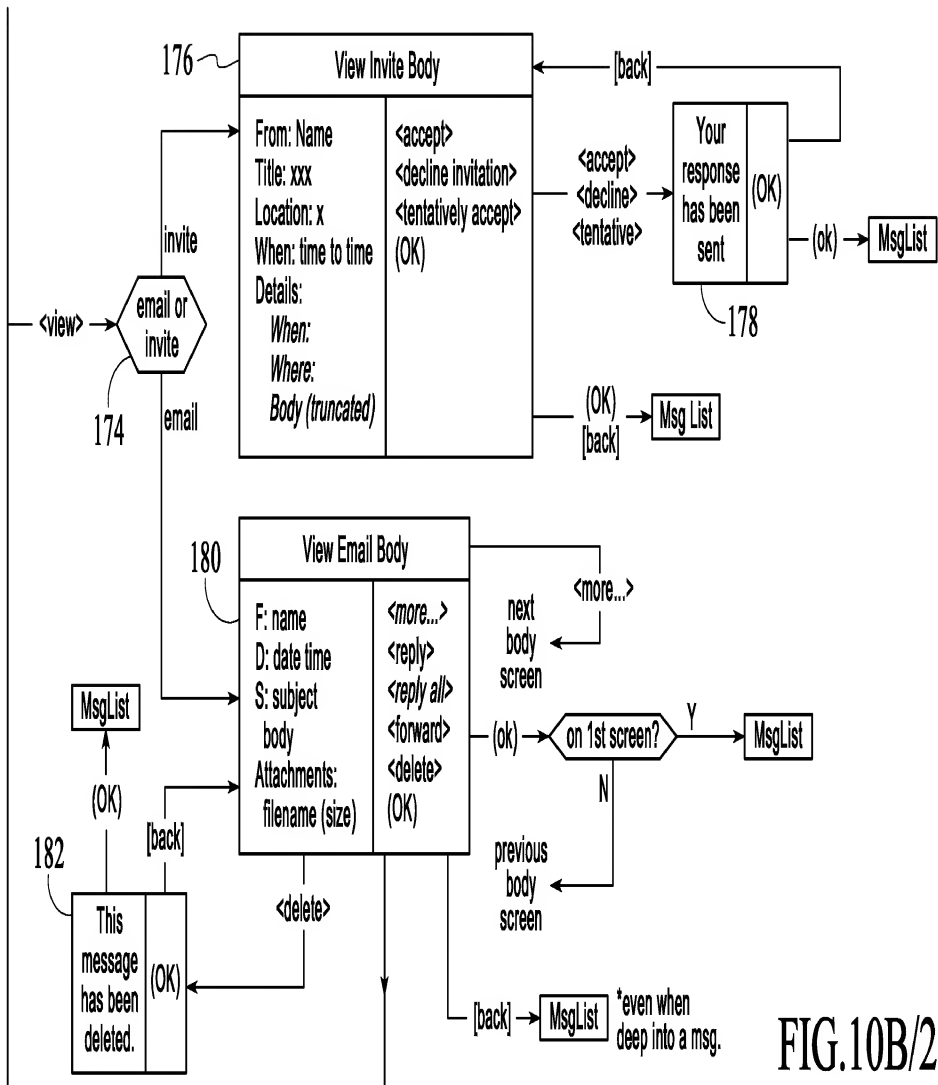 176
View Invite Body
[back]
From: Name
Title: xxx
Location: x
When: time to time
Details:
When:
Where:
Body (truncated)
<accept>
<decline invitation>
<tentatively accept>
(OK)
<accept>
<decline>
<tentative>
Your
response
has been
sent
(OK)
(ok)
MsgList
178
invite
<view>
email or
invite
174
email
(OK)
[back]
Msg List
180
View Email Body
F: name
D: date time
S: subject
body
Attachments:
filename (size)
<more...>
<reply>
<reply all>
<forward>
<delete>
(OK)
<more...>
next
body
screen
(ok)
on 1st screen?
Y
MsgList
N
previous
body
screen
MsgList
(OK)
[back]
182
This
message
has been
deleted.
(OK)
<delete>
[back]
MsgList
*even when
deep into a msg.
FIG.10B/2